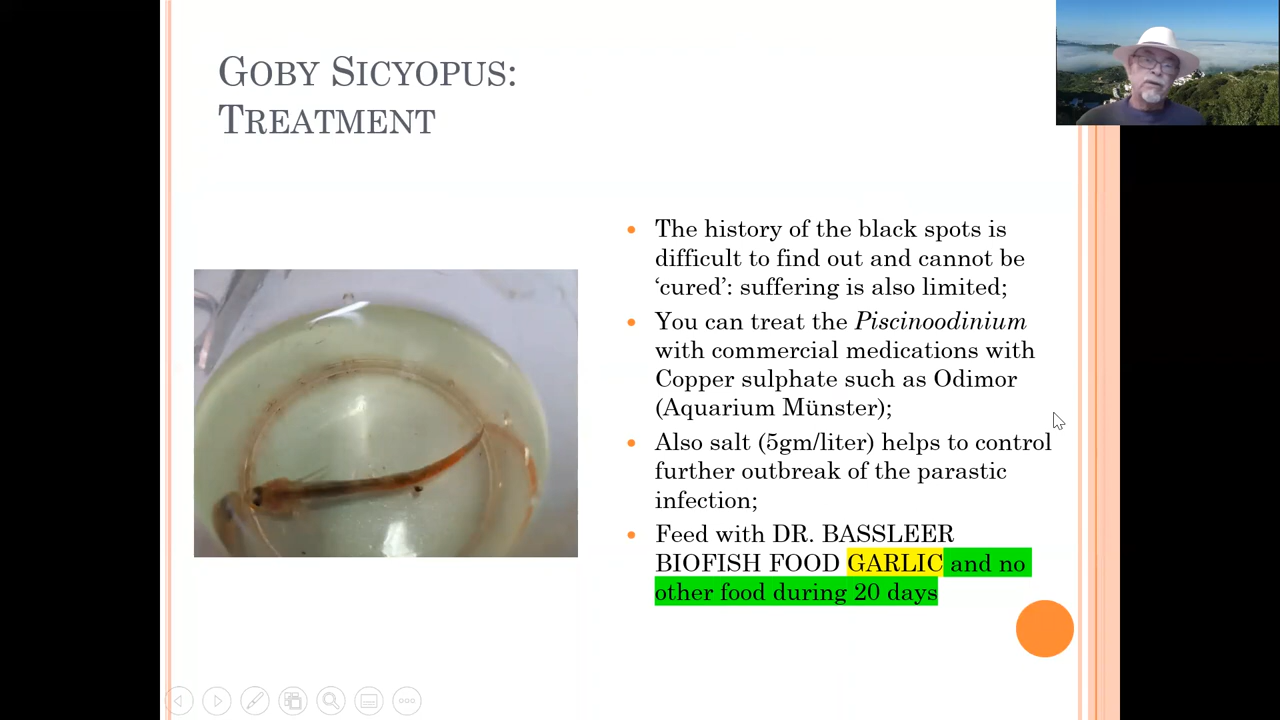 GOBY SICYOPUS:
TREATMENT
The history of the black spots is
difficult to find out and cannot be
‘cured’: suffering is also limited;
You can treat the Piscinoodinium
with commercial medications with
Copper sulphate such as Odimor
(Aquarium Münster);
Also salt (5gm/liter) helps to control
further outbreak of the parastic
infection;
Feed with DR. BASSLEER
BIOFISH FOOD GARLIC and no
other food during 20 days